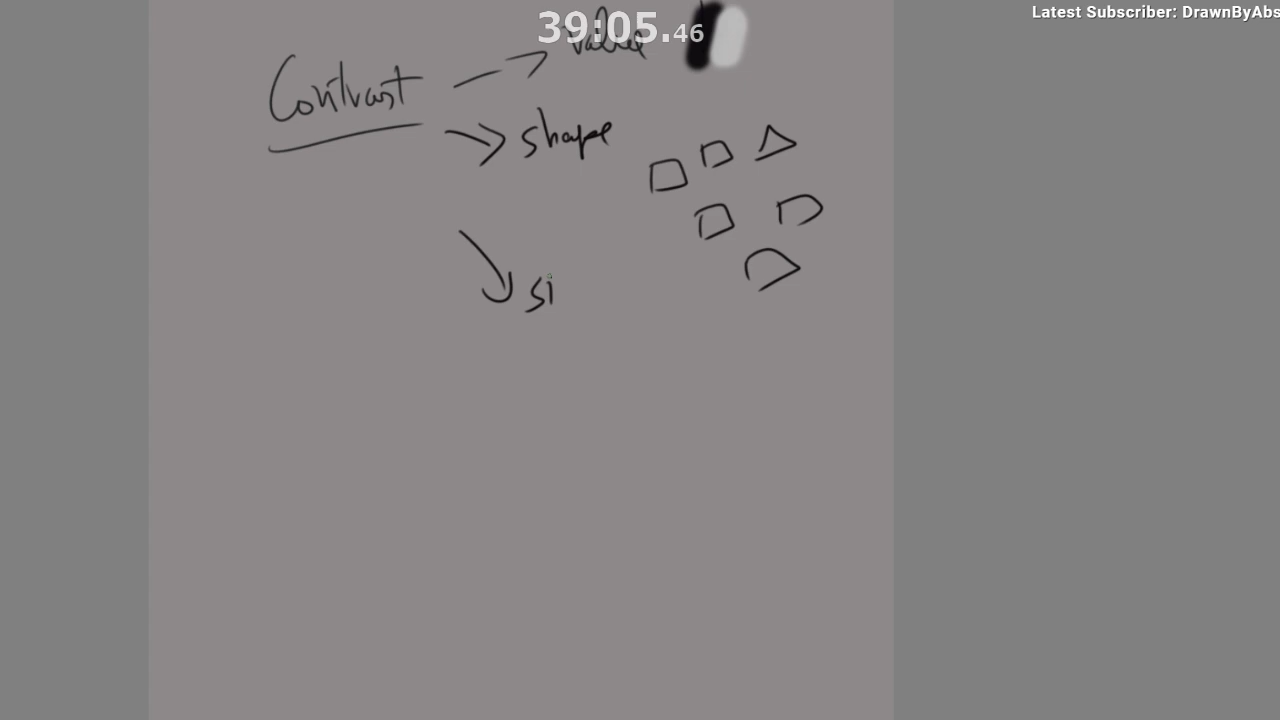 Latest Subscriber: DrawnByAbs
39:05.46
value
Contrast
shape
si